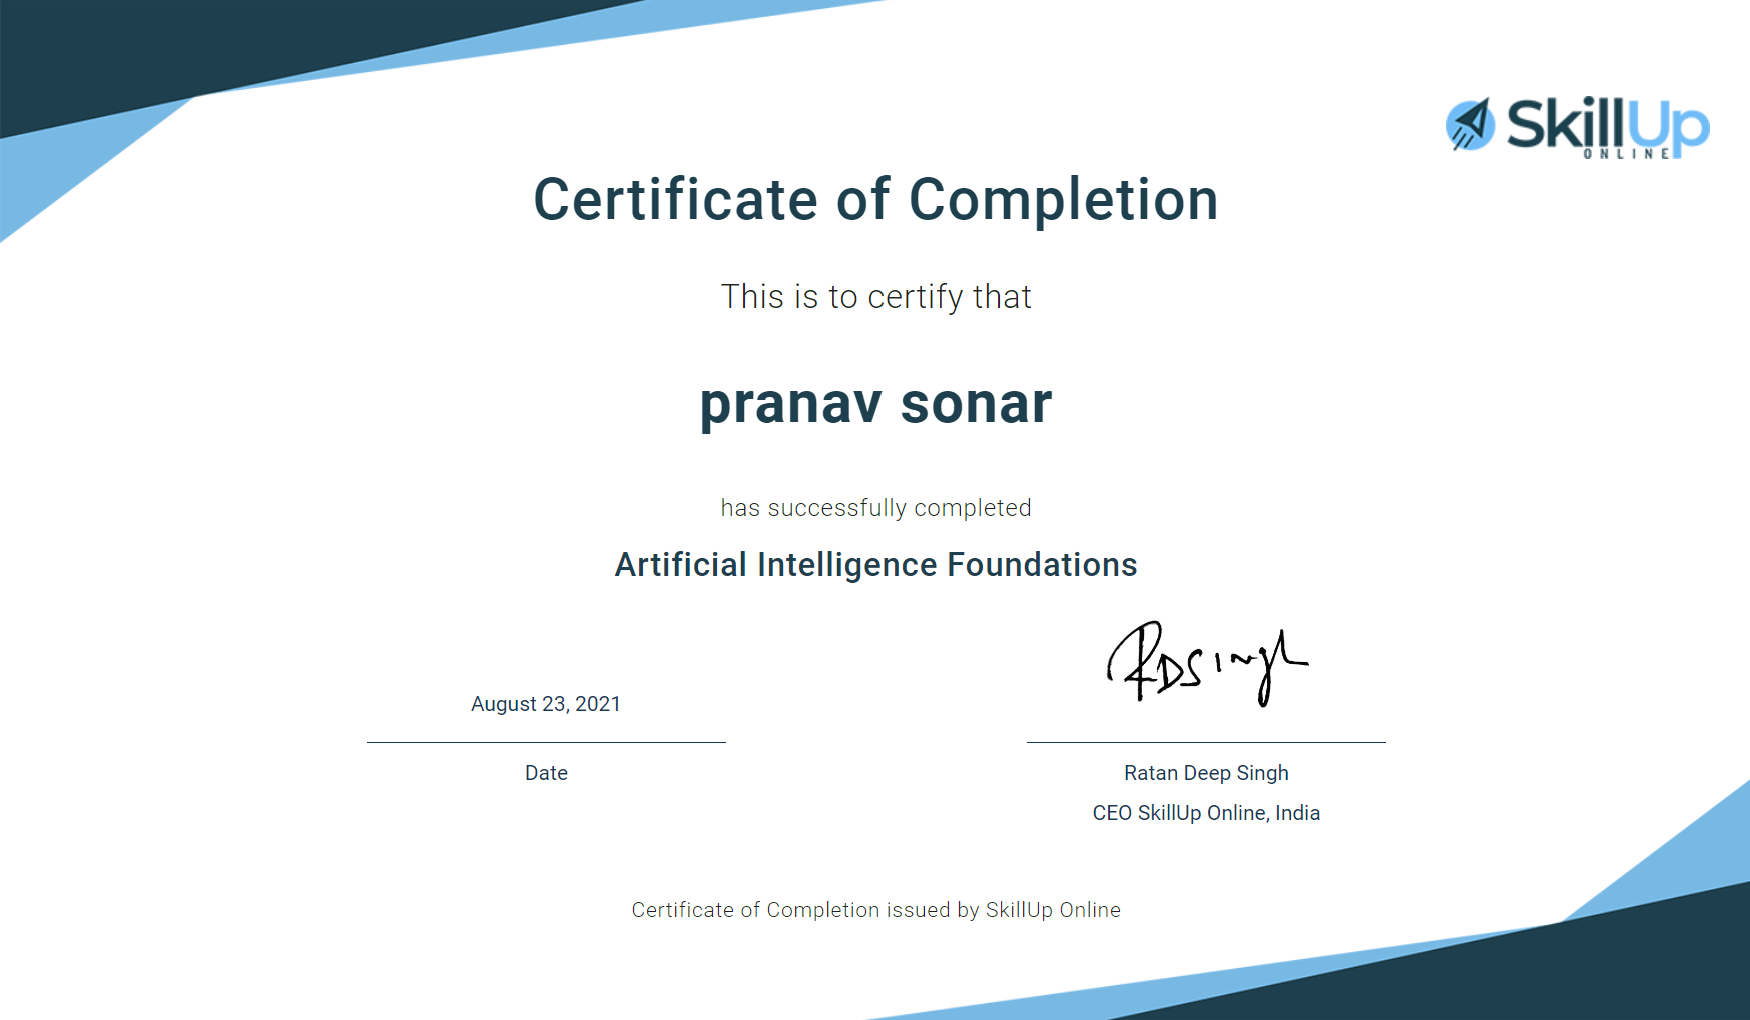 SkillUp
ONLINE
Certificate of Completion
This is to certify that
pranav sonar
has successfully completed
Artificial Intelligence Foundations
RDSingh
August 23, 2021
Date
Ratan Deep Singh
CEO SkillUp Online, India
Certificate of Completion issued by SkillUp Online